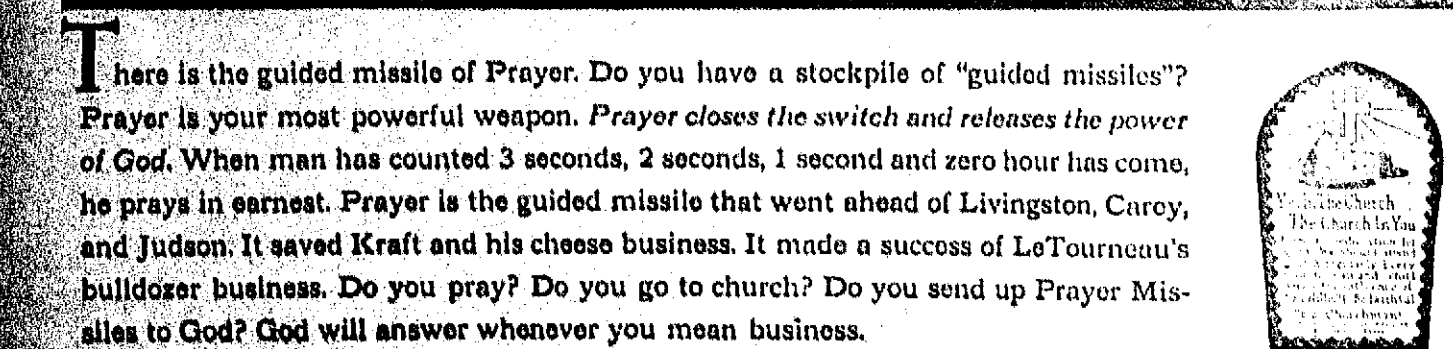 There is the guided missile of Prayer. Do you have a stockpile of "guided missiles"?
Prayer is your most powerful weapon. Prayer closes the switch and releases the power
of God. When man has counted 3 seconds, 2 seconds, 1 second and zero hour has come,
he prays in earnest. Prayer is the guided missile that went ahead of Livingston, Carey,
and Judson. It saved Kraft and his cheese business. It made a success of LeTourneau's
bulldozer business. Do you pray? Do you go to church? Do you send up Prayer Mis-
siles to God? God will answer whenever you mean business.
The Church
The Church In You